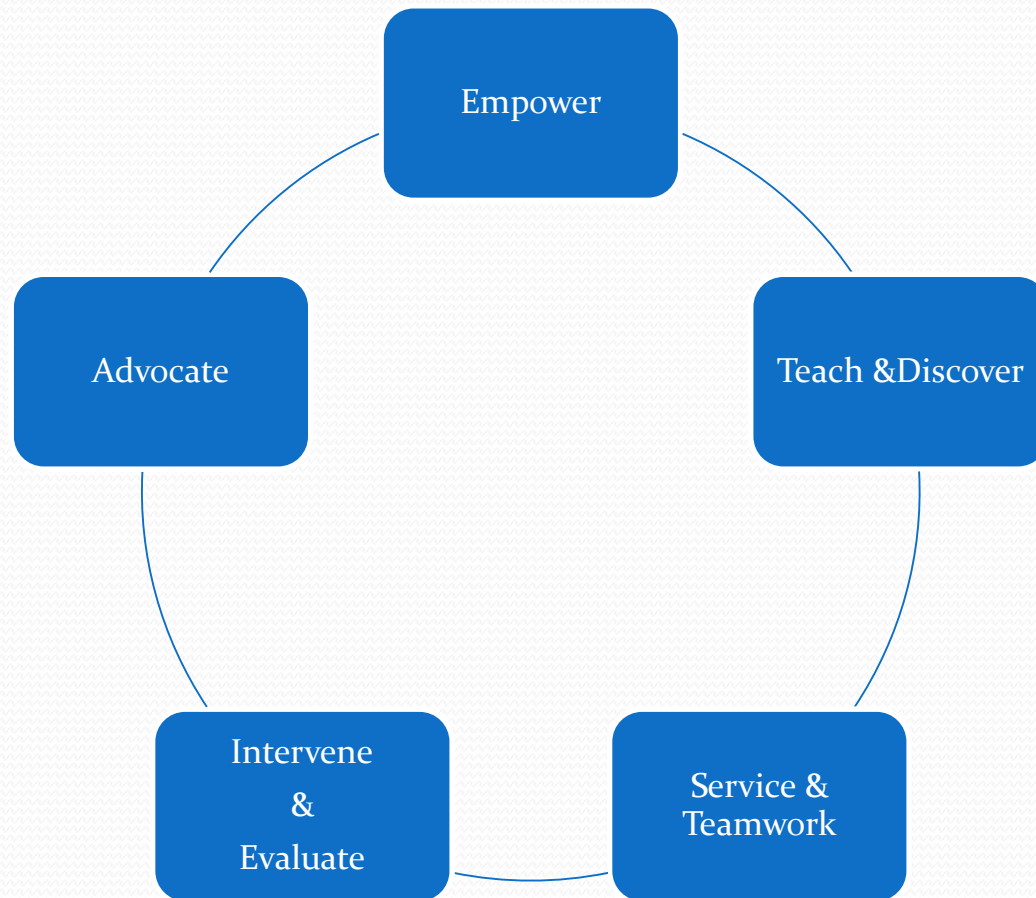 Empower
Teach &Discover
Service &
Teamwork
Intervene
&
Evaluate
Advocate